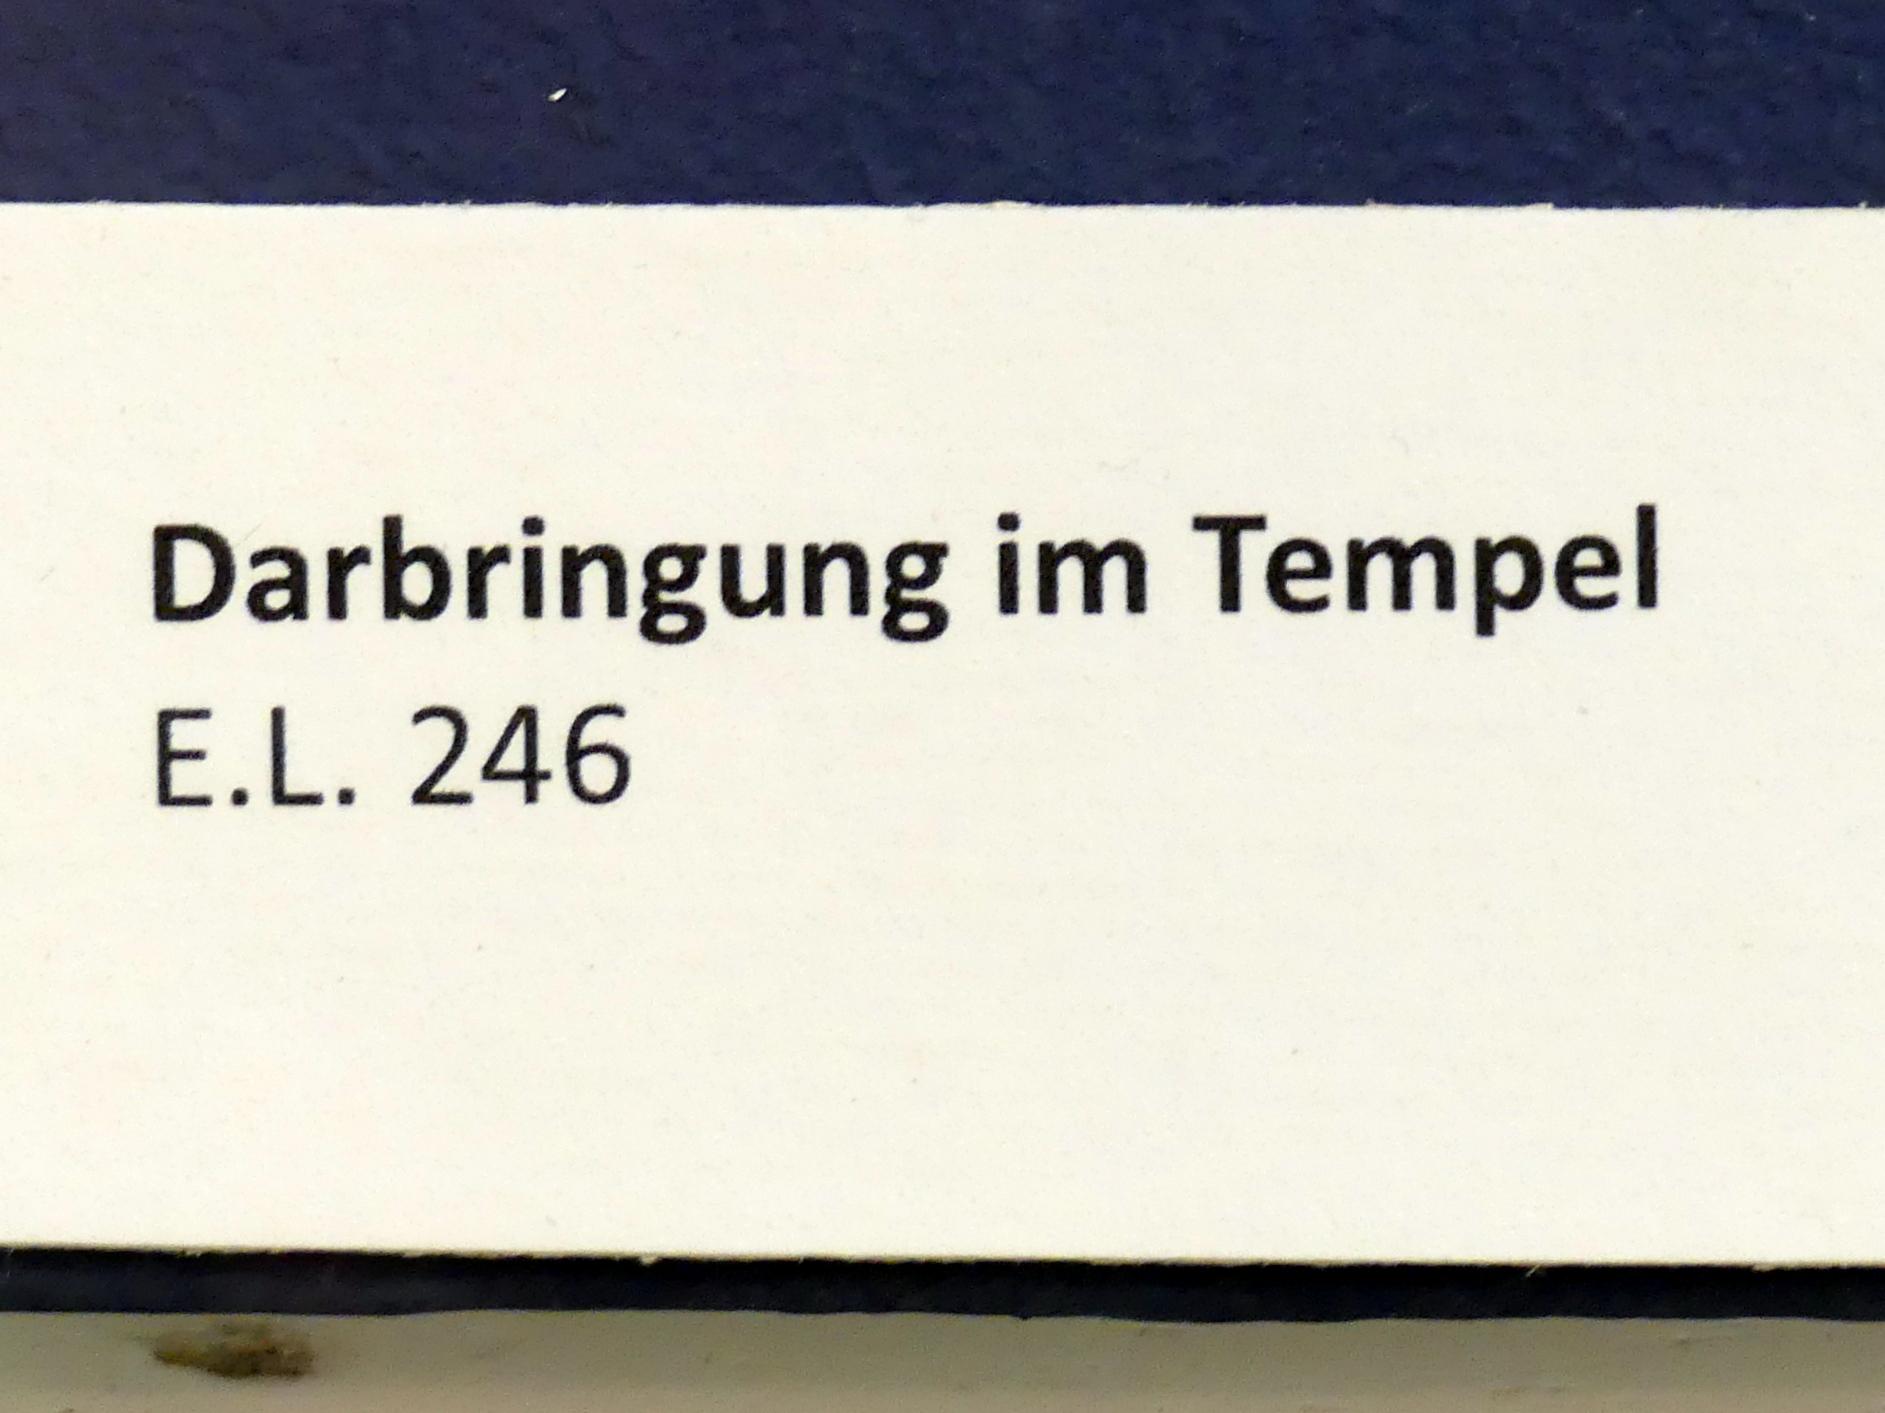 Darbringung im Tempel
E.L. 246